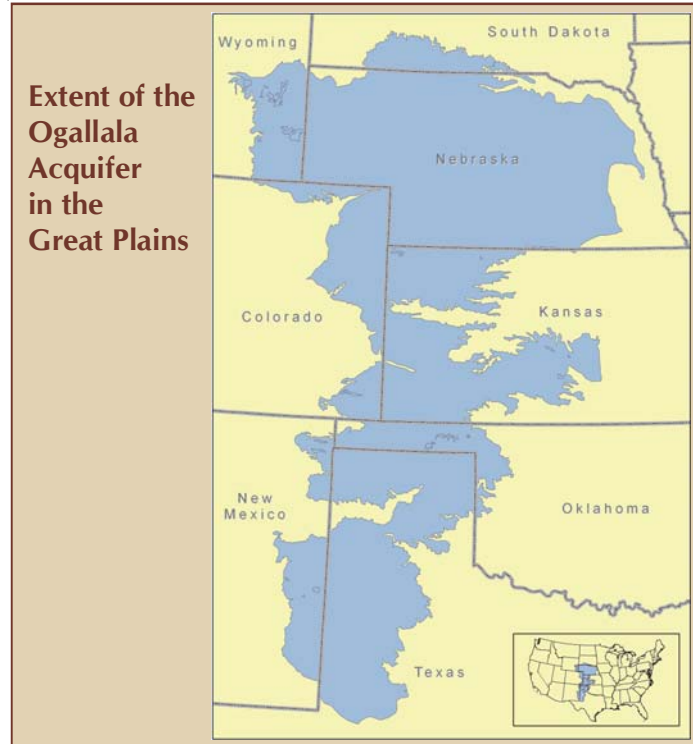 Extent of the
Ogallala
Acquifer
in the
Great Plains
Wyoming
South Dakota
Nebraska
Colorado
Kansas
New
Mexico
Oklahoma
Texas